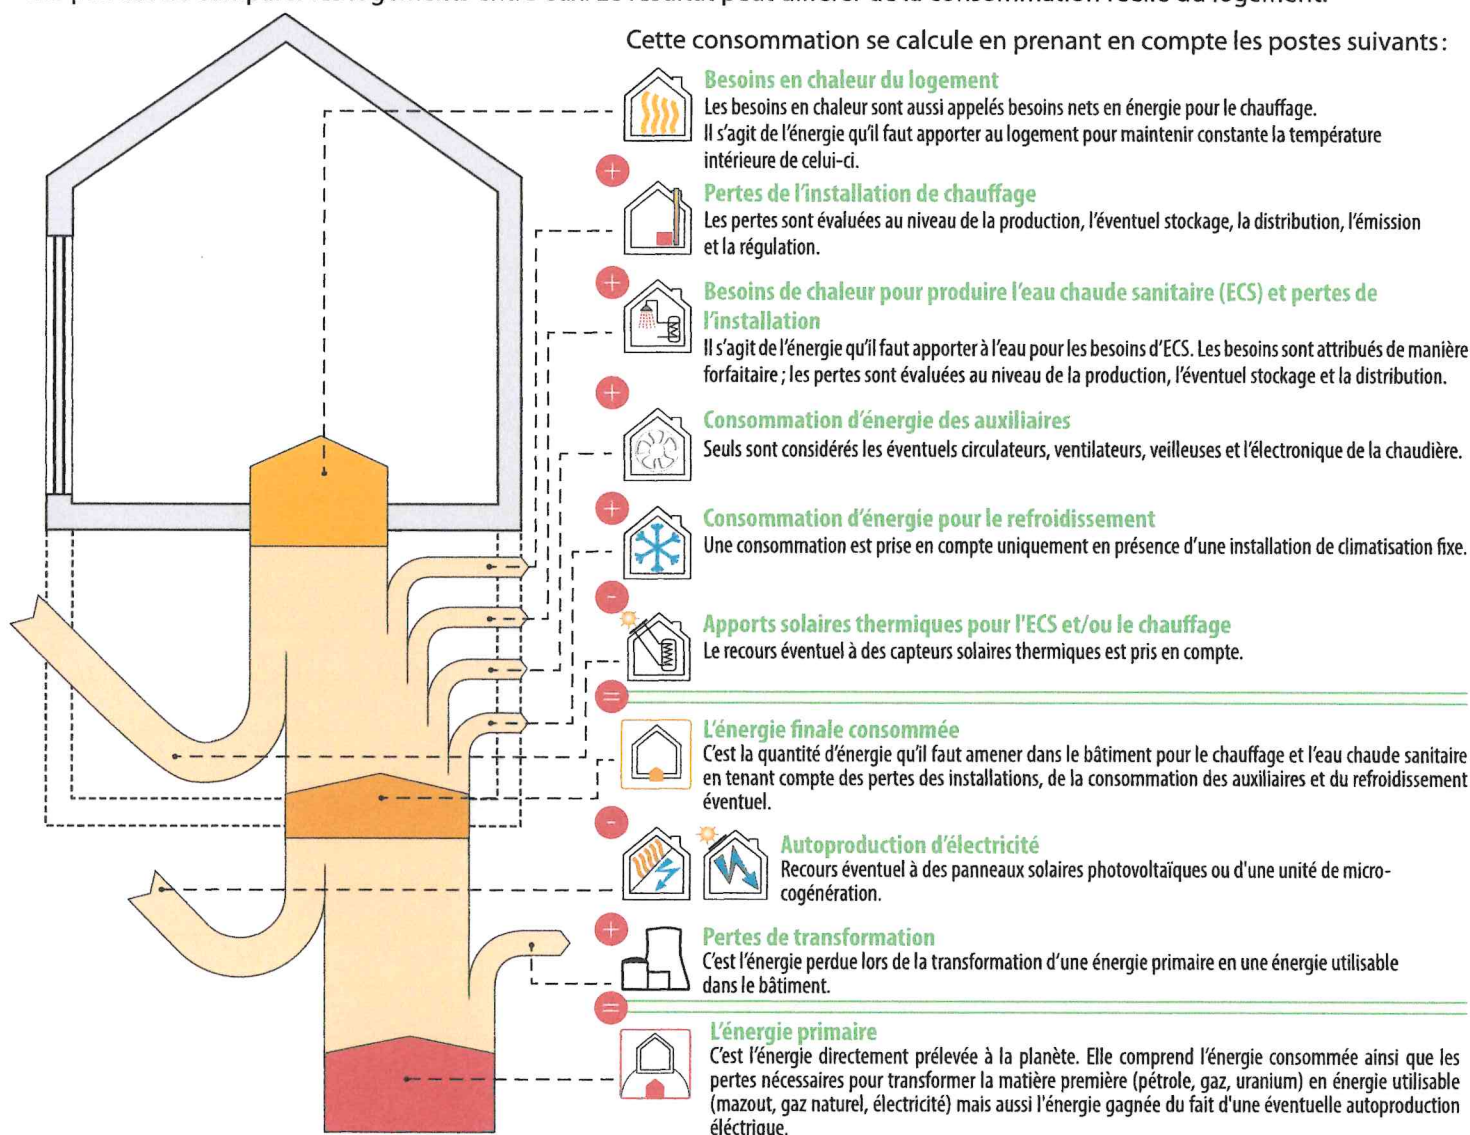 Cette consommation se calcule en prenant en compte les postes suivants :
Besoins en chaleur du logement
Les besoins en chaleur sont aussi appelés besoins nets en énergie pour le chauffage.
Il s'agit de l'énergie qu'il faut apporter au logement pour maintenir constante la température
intérieure de celui-ci.
+
Pertes de l'installation de chauffage
Les pertes sont évaluées au niveau de la production, l'éventuel stockage, la distribution, l'émission
et la régulation.
+
Besoins de chaleur pour produire l'eau chaude sanitaire (ECS) et pertes de
l'installation
Il s'agit de l'énergie qu'il faut apporter à l'eau pour les besoins d'ECS. Les besoins sont attribués de manière
forfaitaire ; les pertes sont évaluées au niveau de la production, l'éventuel stockage et la distribution.
+
Consommation d'énergie des auxiliaires
Seuls sont considérés les éventuels circulateurs, ventilateurs, veilleuses et l'électronique de la chaudière.
+
Consommation d'énergie pour le refroidissement
Une consommation est prise en compte uniquement en présence d'une installation de climatisation fixe.
-
Apports solaires thermiques pour l'ECS et/ou le chauffage
Le recours éventuel à des capteurs solaires thermiques est pris en compte.
=
L'énergie finale consommée
C'est la quantité d'énergie qu'il faut amener dans le bâtiment pour le chauffage et l'eau chaude sanitaire
en tenant compte des pertes des installations, de la consommation des auxiliaires et du refroidissement
éventuel.
-
Autoproduction d'électricité
Recours éventuel à des panneaux solaires photovoltaïques ou d'une unité de micro-
cogénération.
+
Pertes de transformation
C'est l'énergie perdue lors de la transformation d'une énergie primaire en une énergie utilisable
dans le bâtiment.
=
L'énergie primaire
C'est l'énergie directement prélevée à la planète. Elle comprend l'énergie consommée ainsi que les
pertes nécessaires pour transformer la matière première (pétrole, gaz, uranium) en énergie utilisable
(mazout, gaz naturel, électricité) mais aussi l'énergie gagnée du fait d'une éventuelle autoproduction
éléctrique.